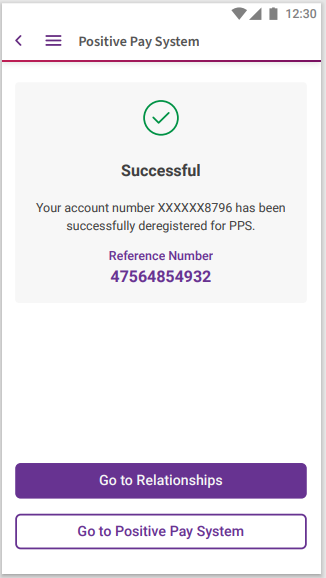 12:30
Positive Pay System
Successful
Your account number XXXXXX8796 has been
successfully deregistered for PPS.
Reference Number
47564854932
Go to Relationships
Go to Positive Pay System